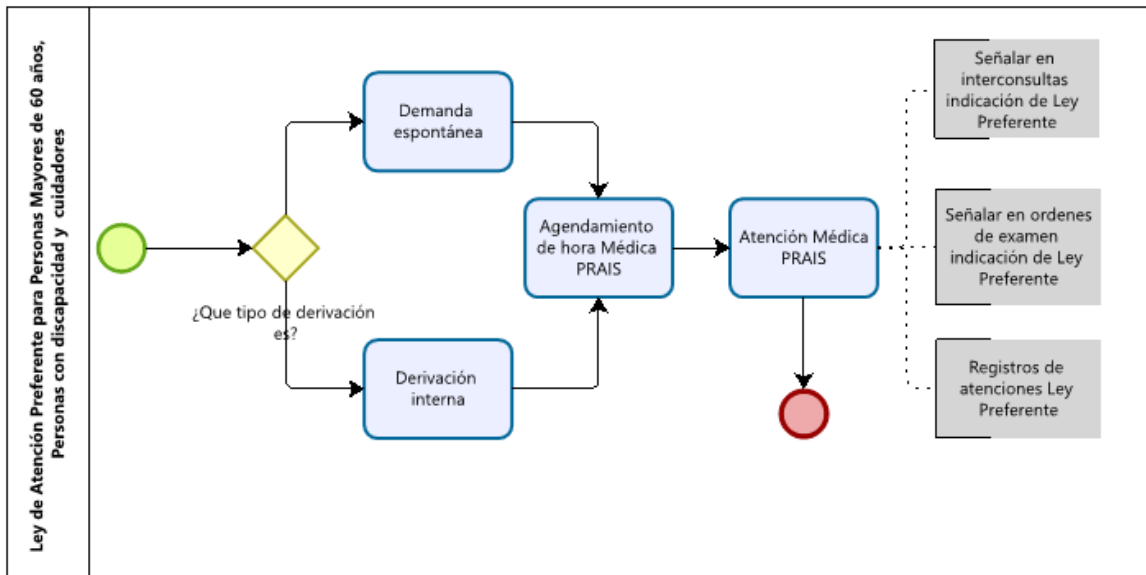 Ley de Atención Preferente para Personas Mayores de 60 años,
Personas con discapacidad y cuidadores
¿Que tipo de derivación
es?
Demanda
espontánea
Derivación
interna
Agendamiento
de hora Médica
PRAIS
Atención Médica
PRAIS
Señalar en
interconsultas
indicación de Ley
Preferente
Señalar en ordenes
de examen
indicación de Ley
Preferente
Registros de
atenciones Ley
Preferente